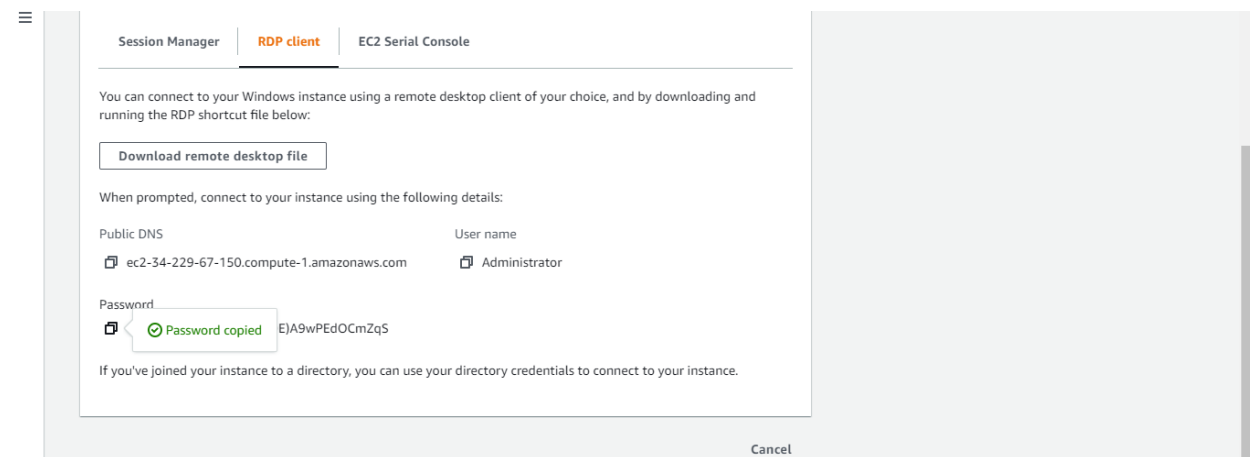 Session Manager
RDP client
EC2 Serial Console
You can connect to your Windows instance using a remote desktop client of your choice, and by downloading and
running the RDP shortcut file below:
Download remote desktop file
When prompted, connect to your instance using the following details:
Public DNS
User name
ec2-34-229-67-150.compute-1.amazonaws.com
Administrator
Password
Password copied
E)A9wPEdOCmZqS
If you've joined your instance to a directory, you can use your directory credentials to connect to your instance.
Cancel